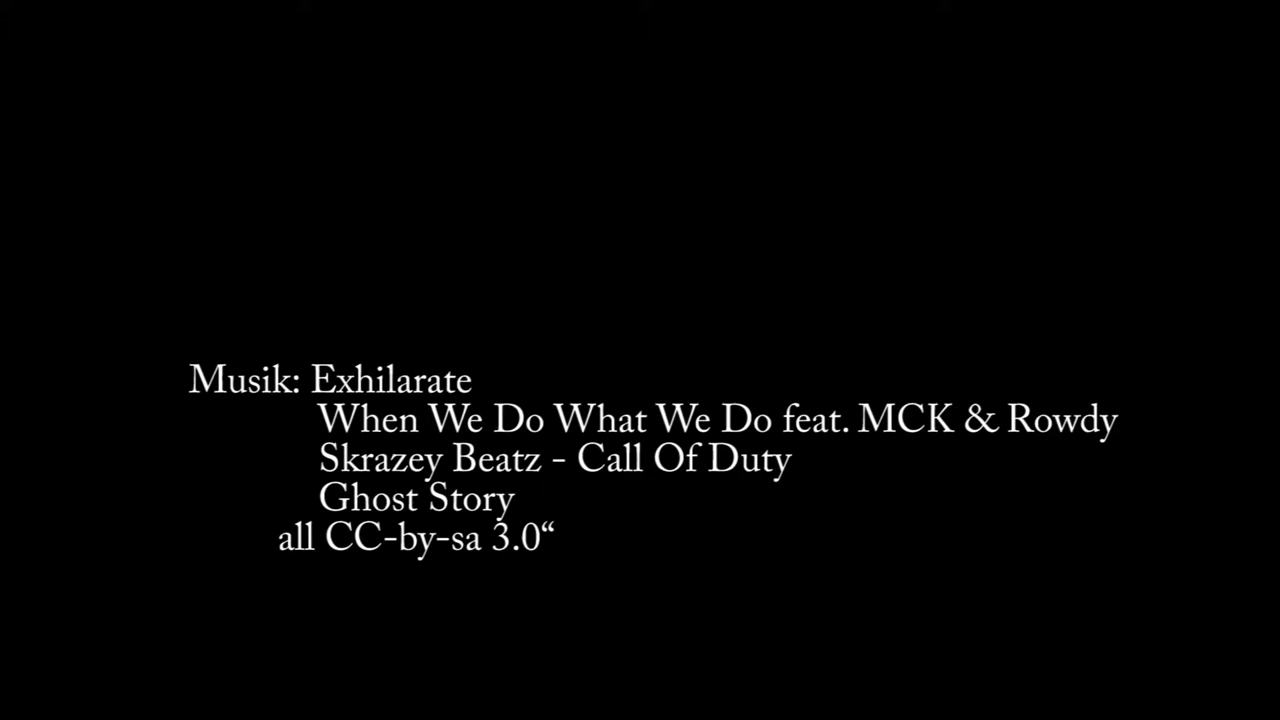 Musik: Exhilarate
When We Do What We Do feat. MCK & Rowdy
Skrazey Beatz - Call Of Duty
Ghost Story
all CC-by-sa 3.0“